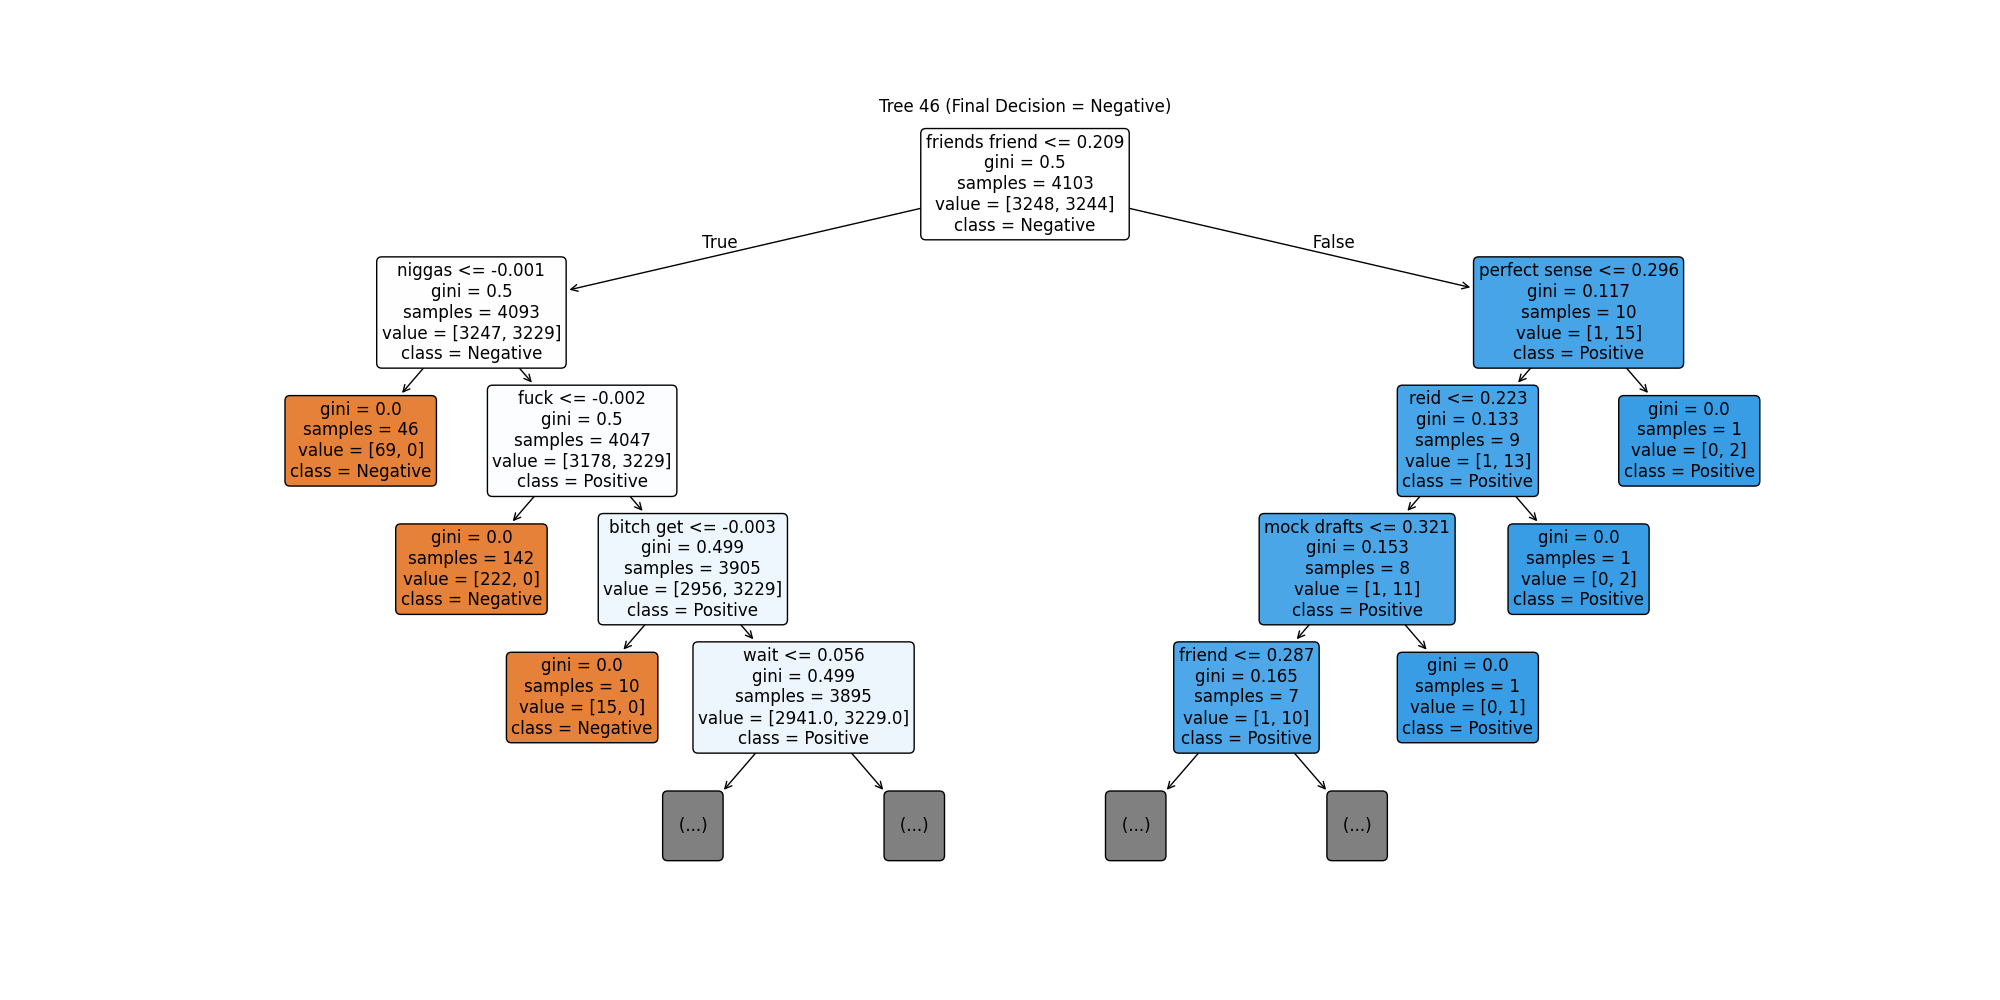 Tree 46 (Final Decision = Negative)
friends friend <= 0.209
gini = 0.5
samples = 4103
value = [3248, 3244]
class = Negative
True
False
niggas <= -0.001
gini = 0.5
samples = 4093
value = [3247, 3229]
class = Negative
perfect sense <= 0.296
gini = 0.117
samples = 10
value = [1, 15]
class = Positive
gini = 0.0
samples = 46
value = [69, 0]
class = Negative
fuck <= -0.002
gini = 0.5
samples = 4047
value = [3178, 3229]
class = Positive
reid <= 0.223
gini = 0.133
samples = 9
value = [1, 13]
class = Positive
gini = 0.0
samples = 1
value = [0, 2]
class = Positive
gini = 0.0
samples = 142
value = [222, 0]
class = Negative
bitch get <= -0.003
gini = 0.499
samples = 3905
value = [2956, 3229]
class = Positive
mock drafts <= 0.321
gini = 0.153
samples = 8
value = [1, 11]
class = Positive
gini = 0.0
samples = 1
value = [0, 2]
class = Positive
gini = 0.0
samples = 10
value = [15, 0]
class = Negative
wait <= 0.056
gini = 0.499
samples = 3895
value = [2941.0, 3229.0]
class = Positive
friend <= 0.287
gini = 0.165
samples = 7
value = [1, 10]
class = Positive
gini = 0.0
samples = 1
value = [0, 1]
class = Positive
(...)
(...)
(...)
(...)